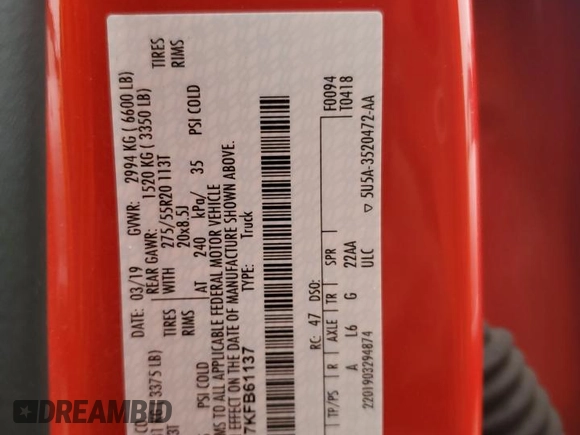 DATE: 03/19 GVWR: 2994 KG ( 6600 LB)
3375 LB) REAR GAWR: 1520 KG ( 3350 LB)
TIRES WITH 275/55R20 113T TIRES
RIMS 20x8.5J RIMS
PSI COLD AT 240 kPa/ 35 PSI COLD
MS TO ALL APPLICABLE FEDERAL MOTOR VEHICLE
EFFECT ON THE DATE OF MANUFACTURE SHOWN ABOVE.
7KFB61137 TYPE: Truck
F0094
RC: 47 DSO: T0418
TP/PS R AXLE TR SPR
A L6 G 22AA
2201903294874 ULC ▽ 5U5A-3520472-AA
DREAMBID